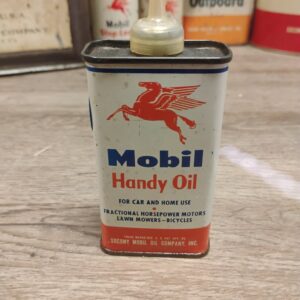 Outboard
COMPANY
Mobil
Handy Oil
FOR CAR AND HOME USE
FRACTIONAL HORSEPOWER MOTORS
LAWN MOWERS - BICYCLES
SOCONY MOBIL OIL COMPANY, INC.